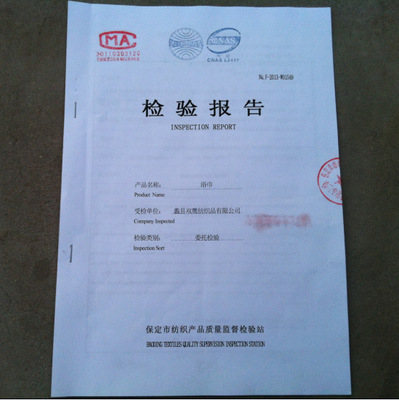 CMA
CNAS
No.F-2013-W01549
检验报告
INSPECTION REPORT
产品名称: 浴巾
Product Name
受检单位: 蠡县双鹰纺织品有限公司
Company Inspected
检验类别: 委托检验
Inspection Sort
保定市纺织产品质量监督检验站
BAODING TEXTILES QUALITY SUPERVISION INSPECTION STATION